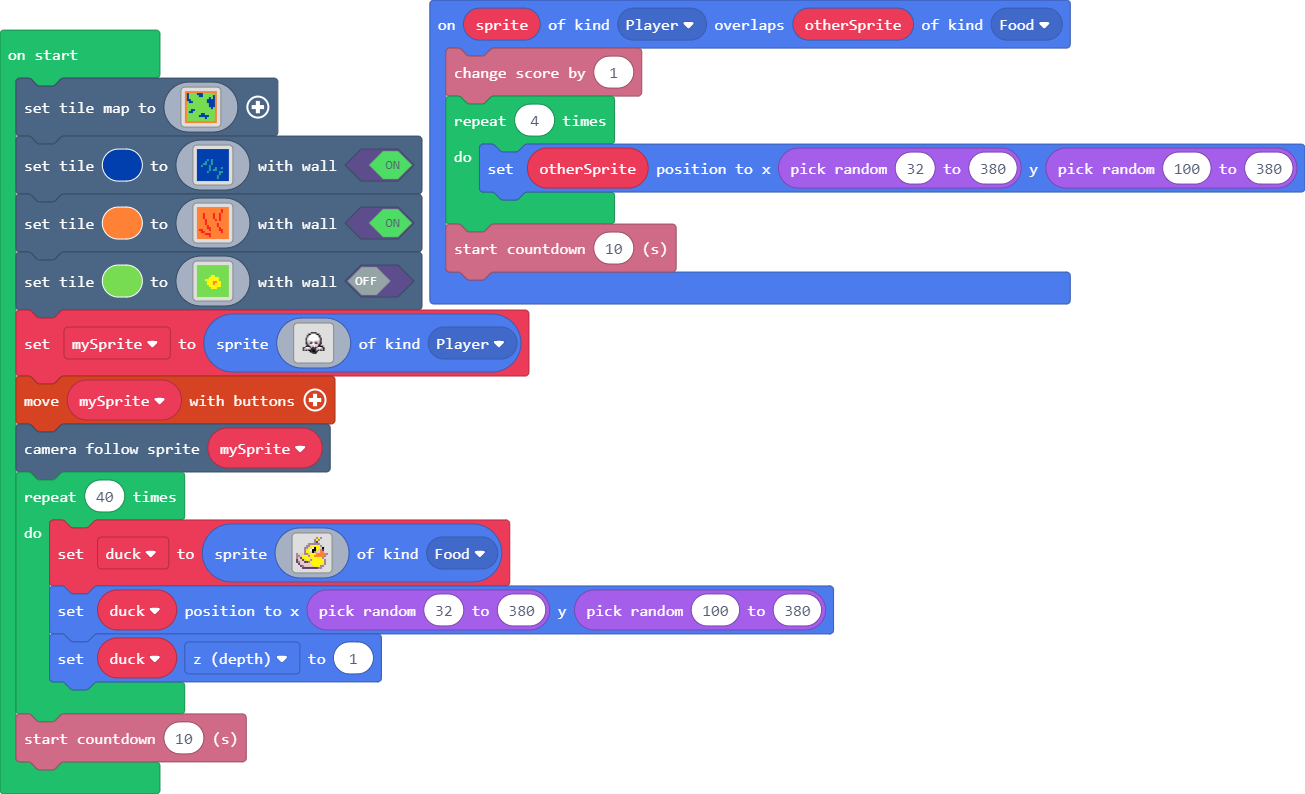 on start
set tile map to
set tile to with wall ON
set tile to with wall ON
set tile to with wall OFF
set mySprite to sprite of kind Player
move mySprite with buttons
camera follow sprite mySprite
repeat 40 times
do
set duck to sprite of kind Food
set duck position to x pick random 32 to 380 y pick random 100 to 380
set duck z (depth) to 1
start countdown 10 (s)
on sprite of kind Player overlaps otherSprite of kind Food
change score by 1
repeat 4 times
do
set otherSprite position to x pick random 32 to 380 y pick random 100 to 380
start countdown 10 (s)